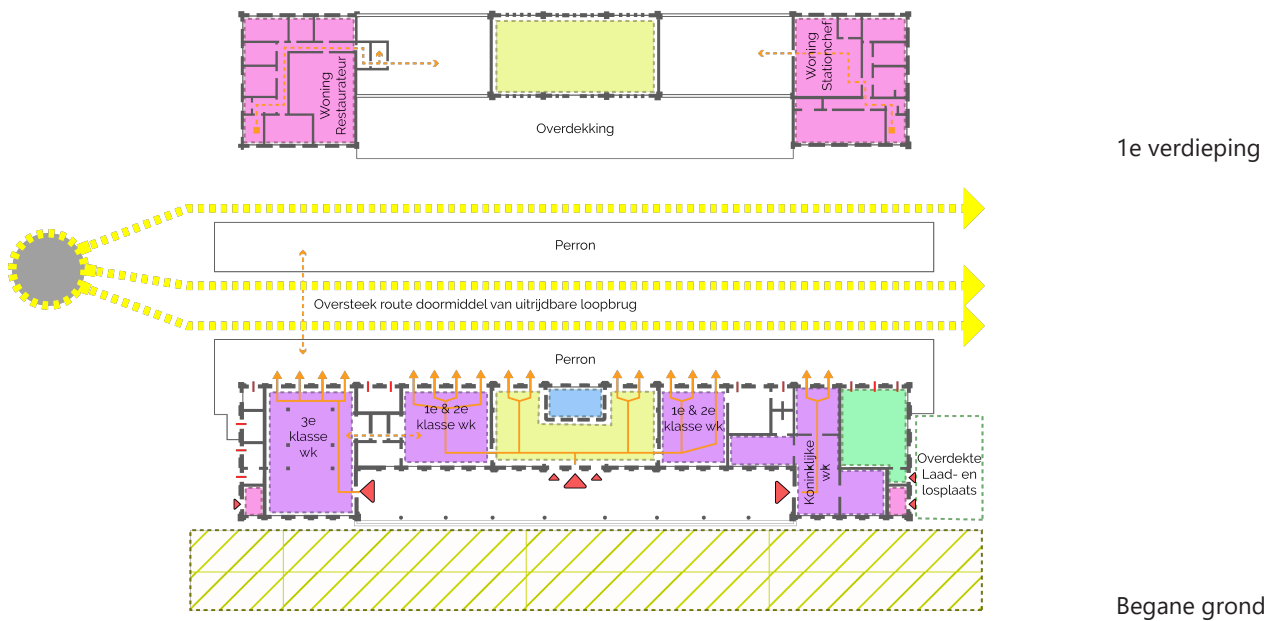 Woning
Restaurateur
Woning
Stationchef
Overdekking
1e verdieping
Perron
Oversteek route doormiddel van uitrijdbare loopbrug
Perron
3e
klasse
wk
1e & 2e
klasse wk
1e & 2e
klasse wk
Koninklijke
wk
Overdekte
Laad- en
losplaats
Begane grond